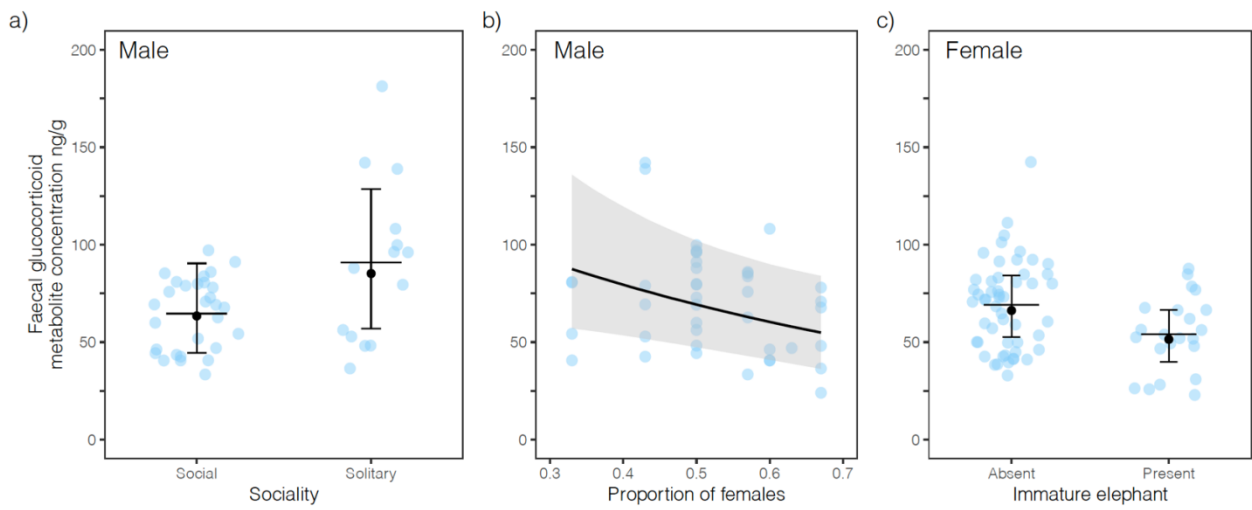 a)
Male
Faecal glucocorticoid
metabolite concentration ng/g
200
150
100
50
0
Social
Solitary
Sociality
b)
Male
200
150
100
50
0
0.3
0.4
0.5
0.6
0.7
Proportion of females
c)
Female
200
150
100
50
0
Absent
Present
Immature elephant